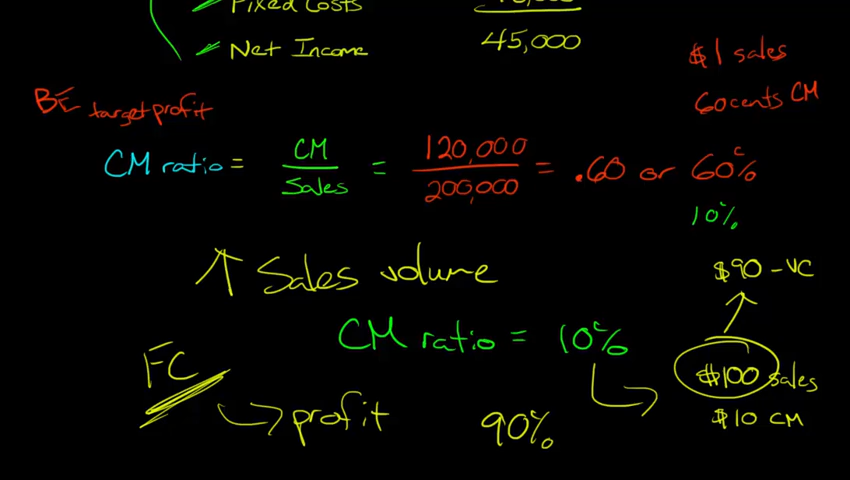 Fixed Costs
Net Income 45,000
$1 sales
60 cents CM
BE target profit
CM ratio = CM / Sales = 120,000 / 200,000 = .60 or 60%
10%
↑ Sales volume
$90 - VC
CM ratio = 10%
FC
$100 sales
profit 90% $10 CM